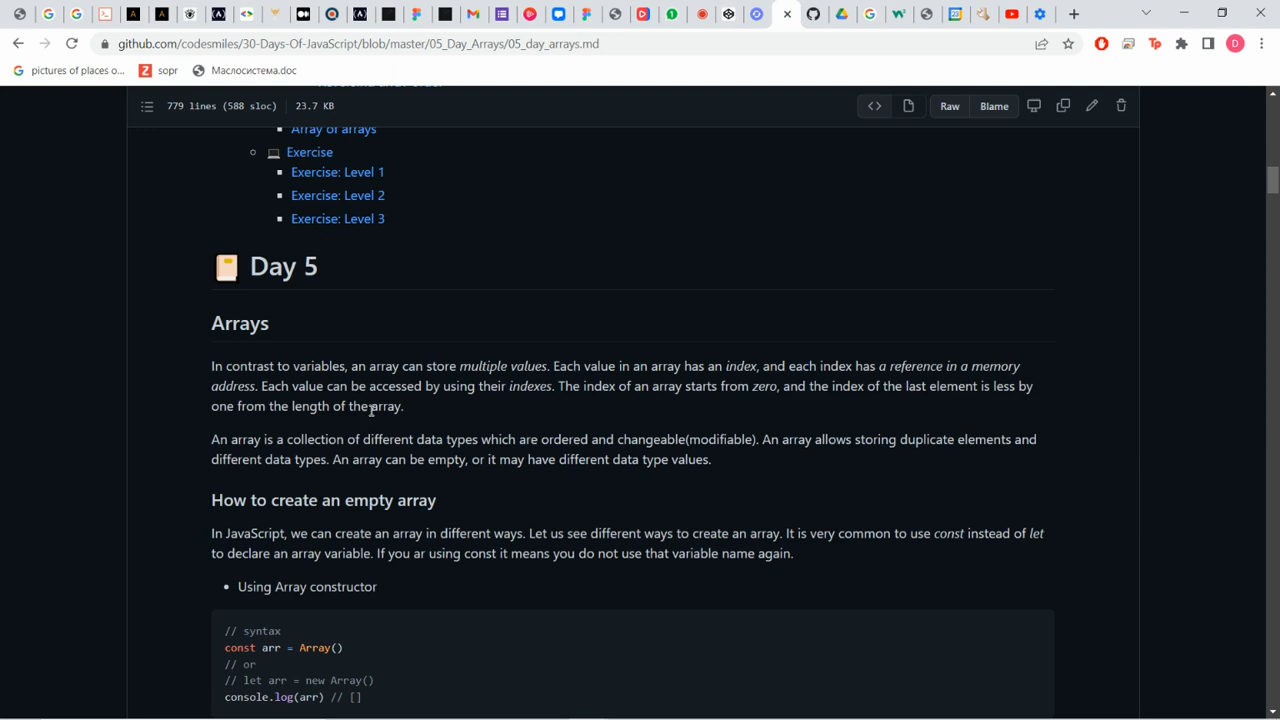 github.com/codesmiles/30-Days-Of-JavaScript/blob/master/05_Day_Arrays/05_day_arrays.md
pictures of places o... sopr Маслосистема.doc
779 lines (588 sloc) 23.7 KB Raw Blame
Array of arrays
Exercise
Exercise: Level 1
Exercise: Level 2
Exercise: Level 3
Day 5
Arrays
In contrast to variables, an array can store multiple values. Each value in an array has an index, and each index has a reference in a memory
address. Each value can be accessed by using their indexes. The index of an array starts from zero, and the index of the last element is less by
one from the length of the array.
An array is a collection of different data types which are ordered and changeable(modifiable). An array allows storing duplicate elements and
different data types. An array can be empty, or it may have different data type values.
How to create an empty array
In JavaScript, we can create an array in different ways. Let us see different ways to create an array. It is very common to use const instead of let
to declare an array variable. If you ar using const it means you do not use that variable name again.
Using Array constructor
// syntax
const arr = Array()
// or
// let arr = new Array()
console.log(arr) // []